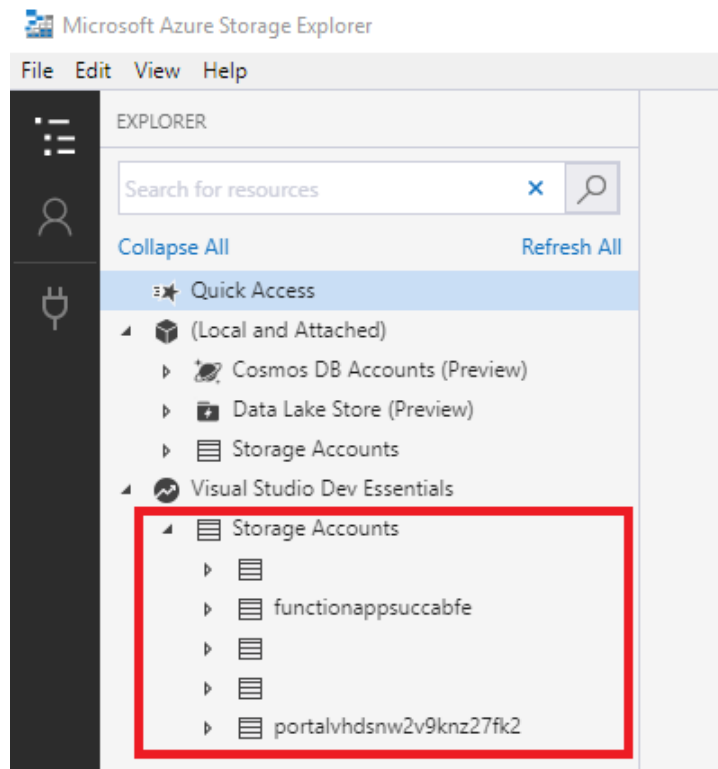 Microsoft Azure Storage Explorer
File Edit View Help
EXPLORER
Search for resources
Collapse All Refresh All
Quick Access
(Local and Attached)
Cosmos DB Accounts (Preview)
Data Lake Store (Preview)
Storage Accounts
Visual Studio Dev Essentials
Storage Accounts
functionappsuccabfe
portalvhdsnw2v9knz27fk2